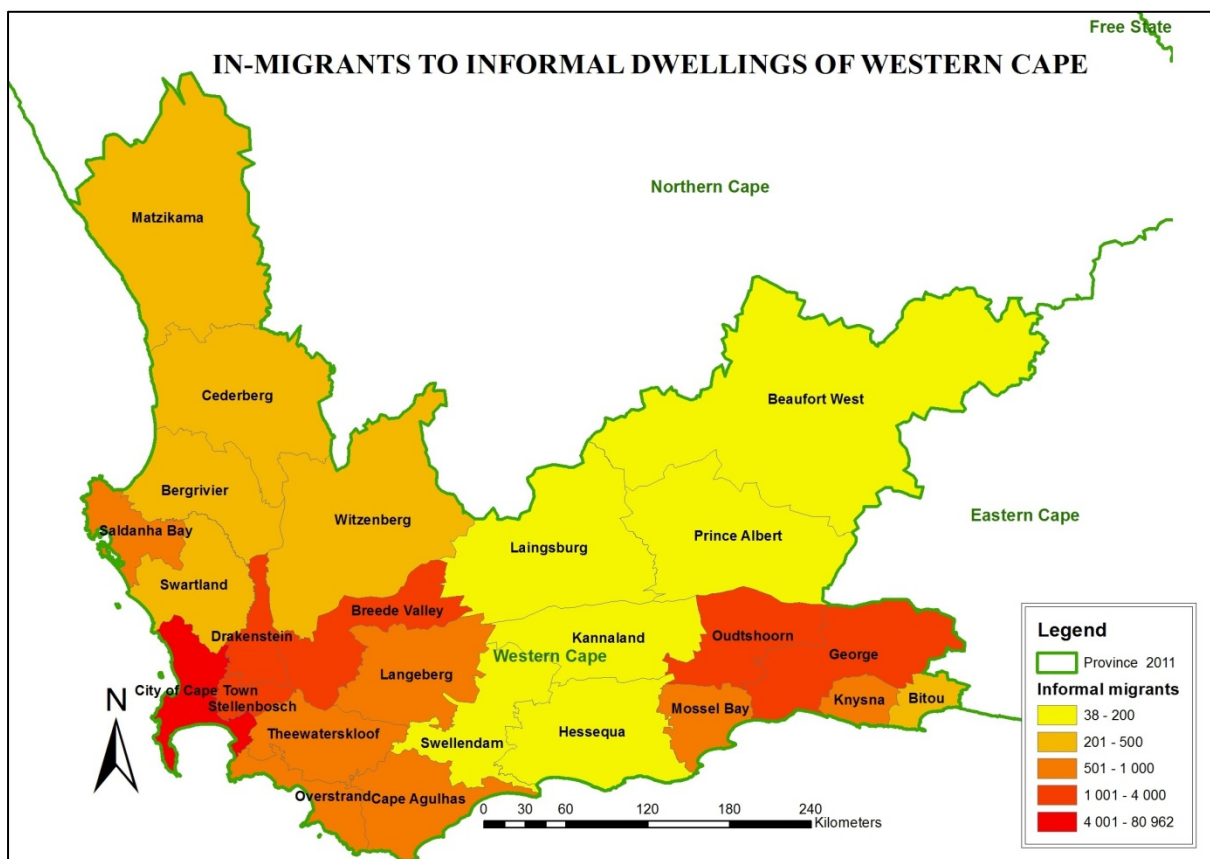 Free State
IN-MIGRANTS TO INFORMAL DWELLINGS OF WESTERN CAPE
Northern Cape
Matzikama
Cederberg
Beaufort West
Bergrivier
Witzenberg
Eastern Cape
Saldanha Bay
Prince Albert
Laingsburg
Swartland
Breede Valley
Drakenstein
Kannaland
Oudtshoorn
Western Cape
George
Langeberg
City of Cape Town
Stellenbosch
Mossel Bay
Knysna
Bitou
Theewaterskloof
Swellendam
Hessequa
Overstrand
Cape Agulhas
N
0 30 60 120 180 240
Kilometers
Legend
Province 2011
Informal migrants
38 - 200
201 - 500
501 - 1 000
1 001 - 4 000
4 001 - 80 962